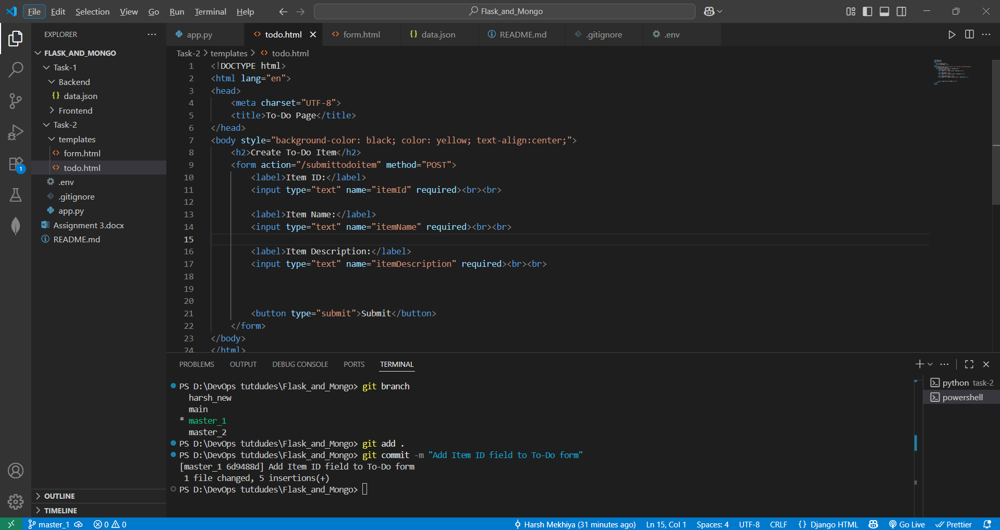 File Edit Selection View Go Run Terminal Help
Flask_and_Mongo
EXPLORER
FLASK_AND_MONGO
Task-1
Backend
data.json
Frontend
Task-2
templates
form.html
todo.html
.env
.gitignore
app.py
Assignment 3.docx
README.md
OUTLINE
TIMELINE
1
app.py todo.html form.html data.json README.md .gitignore .env
Task-2 > templates > todo.html
1 <!DOCTYPE html>
2 <html lang="en">
3 <head>
4 <meta charset="UTF-8">
5 <title>To-Do Page</title>
6 </head>
7 <body style="background-color: black; color: yellow; text-align:center;">
8 <h2>Create To-Do Item</h2>
9 <form action="/submittodoitem" method="POST">
10 <label>Item ID:</label>
11 <input type="text" name="itemId" required><br><br>
12
13 <label>Item Name:</label>
14 <input type="text" name="itemName" required><br><br>
15
16 <label>Item Description:</label>
17 <input type="text" name="itemDescription" required><br><br>
18
19
20
21 <button type="submit">Submit</button>
22 </form>
23 </body>
24 </html>
PROBLEMS OUTPUT DEBUG CONSOLE PORTS TERMINAL
PS D:\DevOps tutdudes\Flask_and_Mongo> git branch
harsh_new
main
* master_1
master_2
PS D:\DevOps tutdudes\Flask_and_Mongo> git add .
PS D:\DevOps tutdudes\Flask_and_Mongo> git commit -m "Add Item ID field to To-Do form"
[master_1 6d9488d] Add Item ID field to To-Do form
1 file changed, 5 insertions(+)
PS D:\DevOps tutdudes\Flask_and_Mongo>
python task-2
powershell
master_1 0 0 Harsh Mekhiya (31 minutes ago) Ln 15, Col 1 Spaces: 4 UTF-8 CRLF {} Django HTML Go Live Prettier